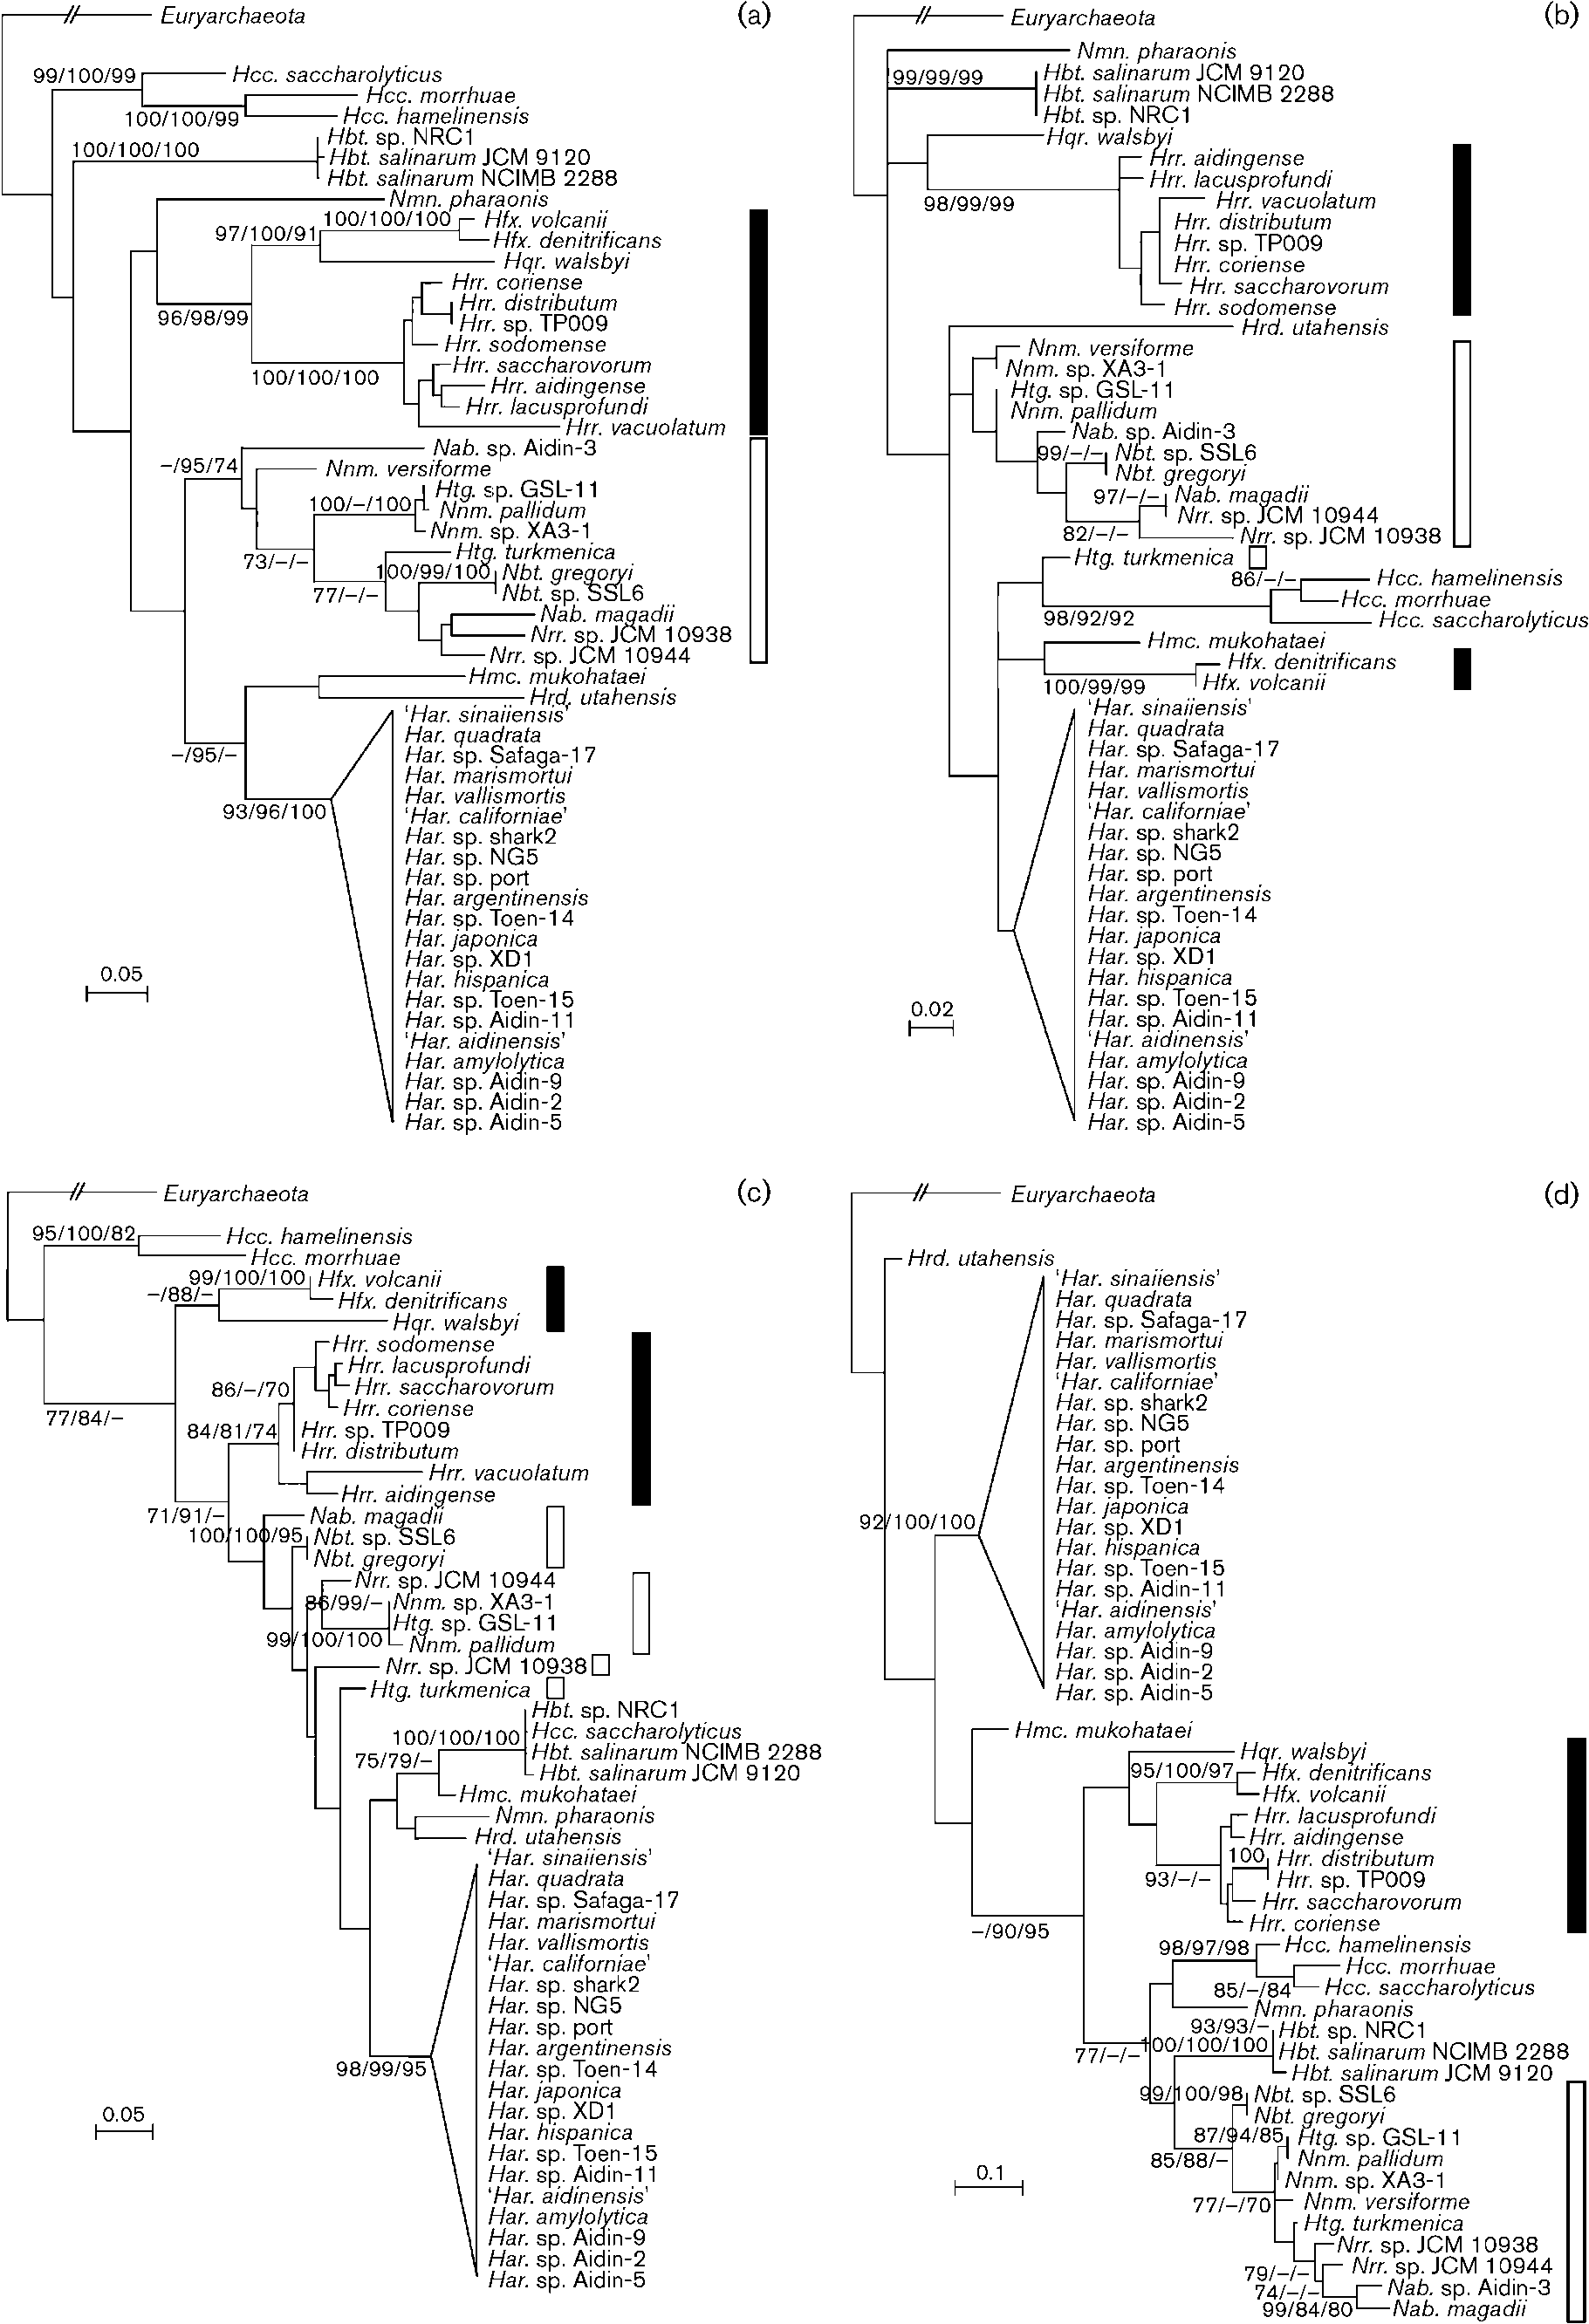 Euryarchaeota
(a)
99/100/99
Hcc. saccharolyticus
Hcc. morrhuae
100/100/99
Hcc. hamelinensis
Hbt. sp. NRC1
100/100/100
Hbt. salinarum JCM 9120
Hbt. salinarum NCIMB 2288
Nmn. pharaonis
100/100/100
Hfx. volcanii
97/100/91
Hfx. denitrificans
Hqr. walsbyi
Hrr. coriense
96/98/99
Hrr. distributum
Hrr. sp. TP009
Hrr. sodomense
Hrr. saccharovorum
100/100/100
Hrr. aidingense
Hrr. lacusprofundi
Hrr. vacuolatum
Nab. sp. Aidin-3
–/95/74
Nnm. versiforme
Htg. sp. GSL-11
100/–/100
Nnm. pallidum
Nnm. sp. XA3-1
73/–/–
Htg. turkmenica
100/99/100
Nbt. gregoryi
77/–/–
Nbt. sp. SSL6
Nab. magadii
Nrr. sp. JCM 10938
Nrr. sp. JCM 10944
Hmc. mukohataei
Hrd. utahensis
–/95/–
93/96/100
'Har. sinaiiensis'
Har. quadrata
Har. sp. Safaga-17
Har. marismortui
Har. vallismortis
'Har. californiae'
Har. sp. shark2
Har. sp. NG5
Har. sp. port
Har. argentinensis
Har. sp. Toen-14
Har. japonica
Har. sp. XD1
Har. hispanica
Har. sp. Toen-15
Har. sp. Aidin-11
'Har. aidinensis'
Har. amylolytica
Har. sp. Aidin-9
Har. sp. Aidin-2
Har. sp. Aidin-5
0.05
Euryarchaeota
(b)
Nmn. pharaonis
99/99/99
Hbt. salinarum JCM 9120
Hbt. salinarum NCIMB 2288
Hbt. sp. NRC1
Hqr. walsbyi
Hrr. aidingense
Hrr. lacusprofundi
98/99/99
Hrr. vacuolatum
Hrr. distributum
Hrr. sp. TP009
Hrr. coriense
Hrr. saccharovorum
Hrr. sodomense
Hrd. utahensis
Nnm. versiforme
Nnm. sp. XA3-1
Htg. sp. GSL-11
Nnm. pallidum
Nab. sp. Aidin-3
99/–/–
Nbt. sp. SSL6
Nbt. gregoryi
97/–/–
Nab. magadii
Nrr. sp. JCM 10944
82/–/–
Nrr. sp. JCM 10938
Htg. turkmenica
86/–/–
Hcc. hamelinensis
Hcc. morrhuae
98/92/92
Hcc. saccharolyticus
Hmc. mukohataei
Hfx. denitrificans
100/99/99
Hfx. volcanii
'Har. sinaiiensis'
Har. quadrata
Har. sp. Safaga-17
Har. marismortui
Har. vallismortis
'Har. californiae'
Har. sp. shark2
Har. sp. NG5
Har. sp. port
Har. argentinensis
Har. sp. Toen-14
Har. japonica
Har. sp. XD1
Har. hispanica
Har. sp. Toen-15
Har. sp. Aidin-11
'Har. aidinensis'
Har. amylolytica
Har. sp. Aidin-9
Har. sp. Aidin-2
Har. sp. Aidin-5
0.02
Euryarchaeota
(c)
95/100/82
Hcc. hamelinensis
Hcc. morrhuae
99/100/100
Hfx. volcanii
–/88/–
Hfx. denitrificans
Hqr. walsbyi
Hrr. sodomense
Hrr. lacusprofundi
86/–/70
Hrr. saccharovorum
77/84/–
Hrr. coriense
84/81/74
Hrr. sp. TP009
Hrr. distributum
Hrr. vacuolatum
Hrr. aidingense
71/91/–
Nab. magadii
100/100/95
Nbt. sp. SSL6
Nbt. gregoryi
Nrr. sp. JCM 10944
86/99/–
Nnm. sp. XA3-1
Htg. sp. GSL-11
99/100/100
Nnm. pallidum
Nrr. sp. JCM 10938
Htg. turkmenica
Hbt. sp. NRC1
100/100/100
Hcc. saccharolyticus
75/79/–
Hbt. salinarum NCIMB 2288
Hbt. salinarum JCM 9120
Hmc. mukohataei
Nmn. pharaonis
Hrd. utahensis
'Har. sinaiiensis'
Har. quadrata
Har. sp. Safaga-17
Har. marismortui
Har. vallismortis
'Har. californiae'
Har. sp. shark2
Har. sp. NG5
Har. sp. port
Har. argentinensis
98/99/95
Har. sp. Toen-14
Har. japonica
Har. sp. XD1
Har. hispanica
Har. sp. Toen-15
Har. sp. Aidin-11
'Har. aidinensis'
Har. amylolytica
Har. sp. Aidin-9
Har. sp. Aidin-2
Har. sp. Aidin-5
0.05
Euryarchaeota
(d)
Hrd. utahensis
'Har. sinaiiensis'
Har. quadrata
Har. sp. Safaga-17
Har. marismortui
Har. vallismortis
'Har. californiae'
Har. sp. shark2
Har. sp. NG5
Har. sp. port
Har. argentinensis
Har. sp. Toen-14
Har. japonica
92/100/100
Har. sp. XD1
Har. hispanica
Har. sp. Toen-15
Har. sp. Aidin-11
'Har. aidinensis'
Har. amylolytica
Har. sp. Aidin-9
Har. sp. Aidin-2
Har. sp. Aidin-5
Hmc. mukohataei
Hqr. walsbyi
95/100/97
Hfx. denitrificans
Hfx. volcanii
Hrr. lacusprofundi
Hrr. aidingense
100
Hrr. distributum
93/–/–
Hrr. sp. TP009
Hrr. saccharovorum
Hrr. coriense
–/90/95
98/97/98
Hcc. hamelinensis
Hcc. morrhuae
85/–/84
Hcc. saccharolyticus
Nmn. pharaonis
93/93/–
Hbt. sp. NRC1
77/–/–
100/100/100
Hbt. salinarum NCIMB 2288
Hbt. salinarum JCM 9120
99/100/98
Nbt. sp. SSL6
Nbt. gregoryi
87/94/85
Htg. sp. GSL-11
85/88/–
Nnm. pallidum
Nnm. sp. XA3-1
77/–/70
Nnm. versiforme
Htg. turkmenica
Nrr. sp. JCM 10938
79/–/–
Nrr. sp. JCM 10944
74/–/–
Nab. sp. Aidin-3
99/84/80
Nab. magadii
0.1